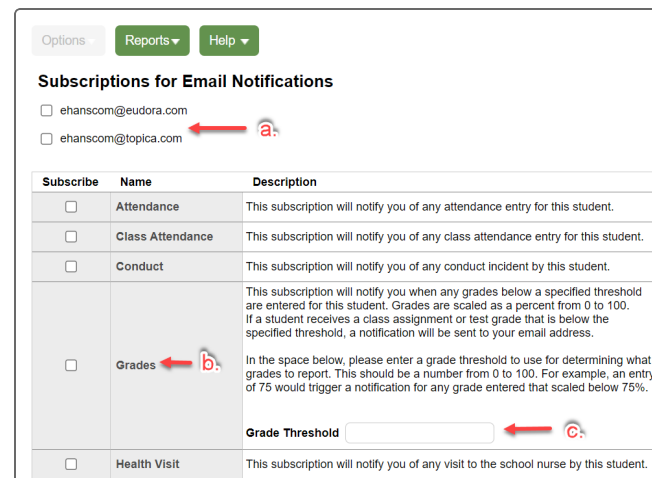 Options Reports Help
Subscriptions for Email Notifications
ehanscom@eudora.com
ehanscom@topica.com
a.
Subscribe Name Description
Attendance This subscription will notify you of any attendance entry for this student.
Class Attendance This subscription will notify you of any class attendance entry for this student.
Conduct This subscription will notify you of any conduct incident by this student.
This subscription will notify you when any grades below a specified threshold
are entered for this student. Grades are scaled as a percent from 0 to 100.
If a student receives a class assignment or test grade that is below the
specified threshold, a notification will be sent to your email address.
Grades b.
In the space below, please enter a grade threshold to use for determining what
grades to report. This should be a number from 0 to 100. For example, an entry
of 75 would trigger a notification for any grade entered that scaled below 75%.
Grade Threshold c.
Health Visit This subscription will notify you of any visit to the school nurse by this student.